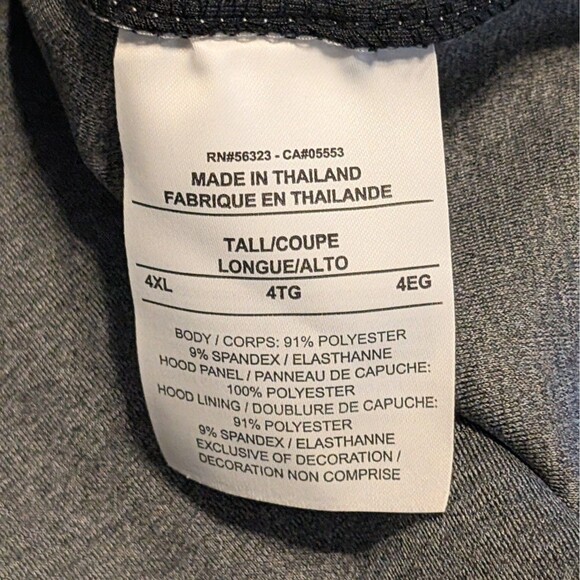 RN#56323 - CA#05553
MADE IN THAILAND
FABRIQUE EN THAILANDE
TALL/COUPE
LONGUE/ALTO
4XL 4TG 4EG
BODY / CORPS: 91% POLYESTER
9% SPANDEX / ELASTHANNE
HOOD PANEL / PANNEAU DE CAPUCHE:
100% POLYESTER
HOOD LINING / DOUBLURE DE CAPUCHE:
91% POLYESTER
9% SPANDEX / ELASTHANNE
EXCLUSIVE OF DECORATION /
DECORATION NON COMPRISE